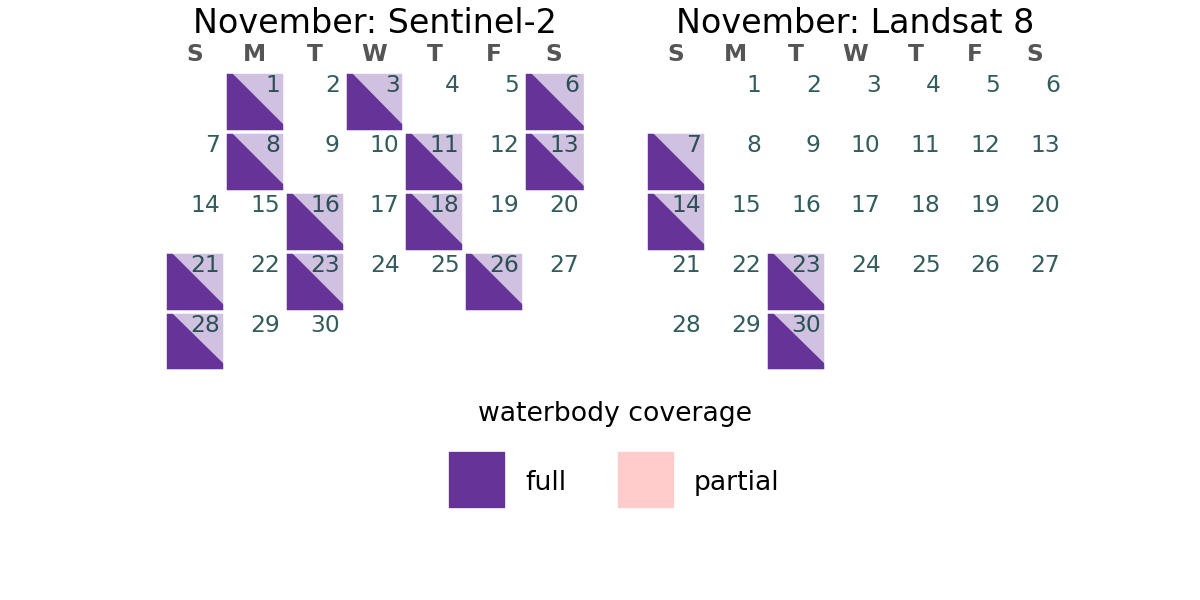 November: Sentinel-2
S M T W T F S
1 2 3 4 5 6
7 8 9 10 11 12 13
14 15 16 17 18 19 20
21 22 23 24 25 26 27
28 29 30
November: Landsat 8
S M T W T F S
1 2 3 4 5 6
7 8 9 10 11 12 13
14 15 16 17 18 19 20
21 22 23 24 25 26 27
28 29 30
waterbody coverage
full partial